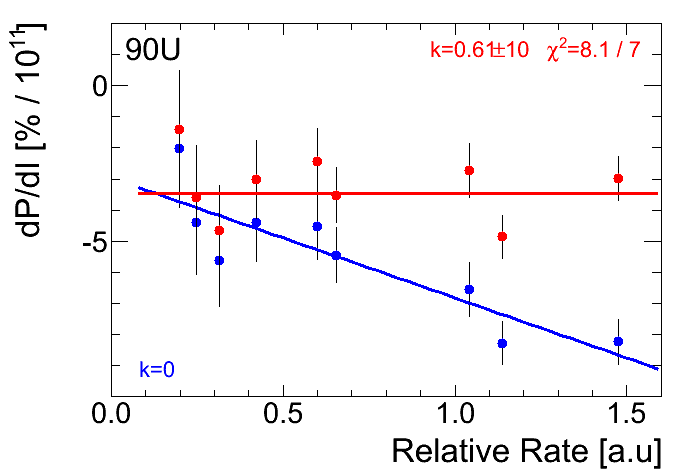 dP/dI [% / 10¹¹]
90U
k=0.61±10 χ²=8.1 / 7
0
-5
k=0
0.0 0.5 1.0 1.5
Relative Rate [a.u]